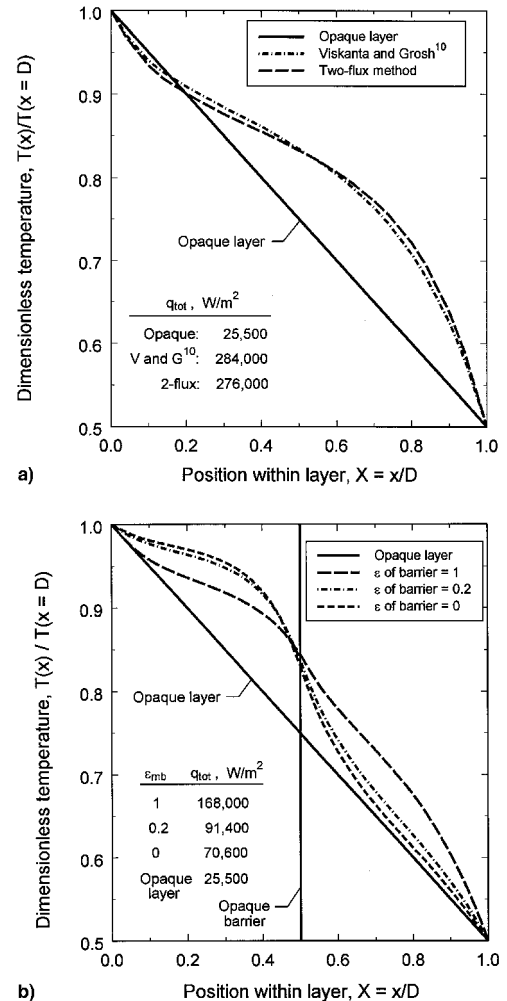 1.0
0.9
0.8
0.7
0.6
0.5
Dimensionless temperature, T(x)/T(x = D)
Opaque layer
Viskanta and Grosh10
Two-flux method
Opaque layer
qtot , W/m2
Opaque: 25,500
V and G10: 284,000
2-flux: 276,000
0.0 0.2 0.4 0.6 0.8 1.0
Position within layer, X = x/D
a)
1.0
0.9
0.8
0.7
0.6
0.5
Dimensionless temperature, T(x) / T(x = D)
Opaque layer
ε of barrier = 1
ε of barrier = 0.2
ε of barrier = 0
Opaque layer
εmb qtot , W/m2
1 168,000
0.2 91,400
0 70,600
Opaque layer 25,500
Opaque
barrier
0.0 0.2 0.4 0.6 0.8 1.0
Position within layer, X = x/D
b)